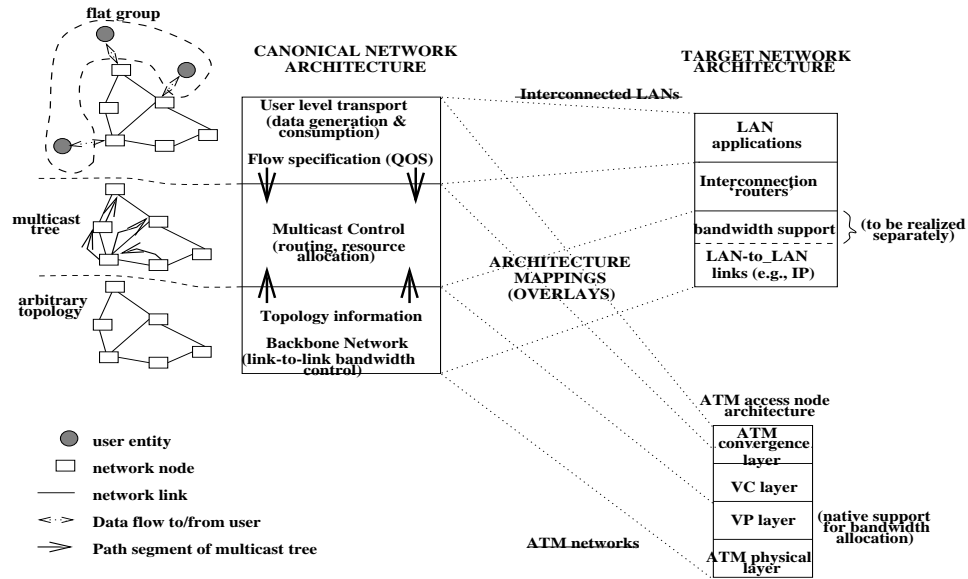 flat group
CANONICAL NETWORK
ARCHITECTURE
TARGET NETWORK
ARCHITECTURE
Interconnected LANs
User level transport
(data generation &
consumption)
Flow specification (QOS)
LAN
applications
Interconnection
'routers'
bandwidth support
(to be realized
separately)
LAN-to_LAN
links (e.g., IP)
multicast
tree
Multicast Control
(routing, resource
allocation)
ARCHITECTURE
MAPPINGS
(OVERLAYS)
arbitrary
topology
Topology information
Backbone Network
(link-to-link bandwidth
control)
ATM access node
architecture
ATM
convergence
layer
VC layer
VP layer
ATM physical
layer
(native support
for bandwidth
allocation)
ATM networks
user entity
network node
network link
Data flow to/from user
Path segment of multicast tree